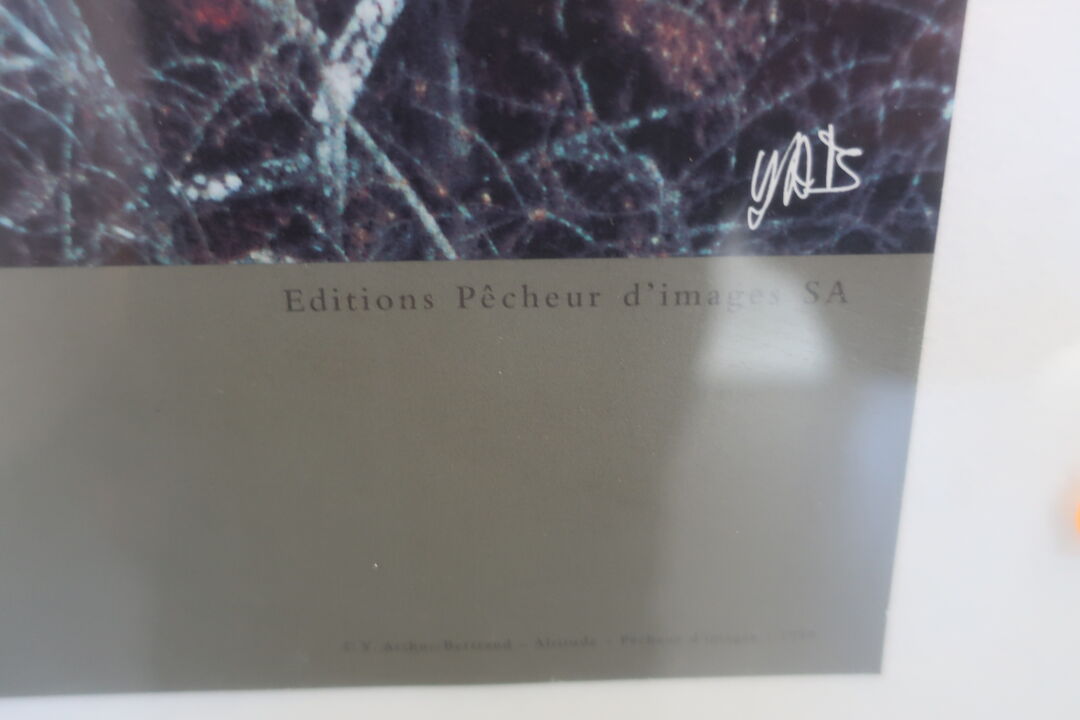 Editions Pêcheur d'images SA
© Y. Arthus-Bertrand - Altitude - Pêcheur d'images